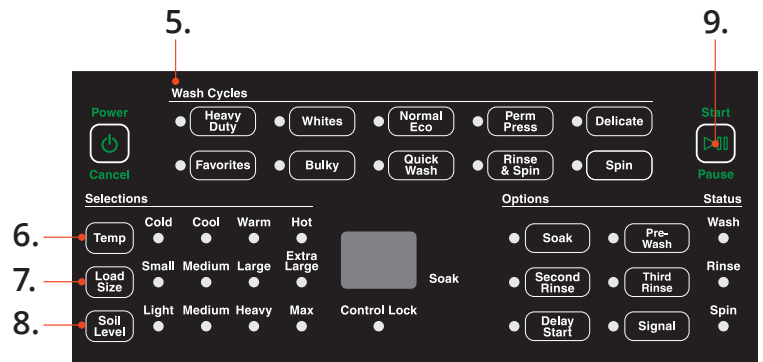 5.
9.
Wash Cycles
Power
Start
Heavy
Duty
Whites
Normal
Eco
Perm
Press
Delicate
Cancel
Pause
Favorites
Bulky
Quick
Wash
Rinse
& Spin
Spin
Selections
Options
Status
6.
Temp
Cold Cool Warm Hot
Soak
Pre-
Wash
Wash
7.
Load
Size
Small Medium Large Extra
Large
Soak
Second
Rinse
Third
Rinse
Rinse
8.
Soil
Level
Light Medium Heavy Max
Control Lock
Delay
Start
Signal
Spin